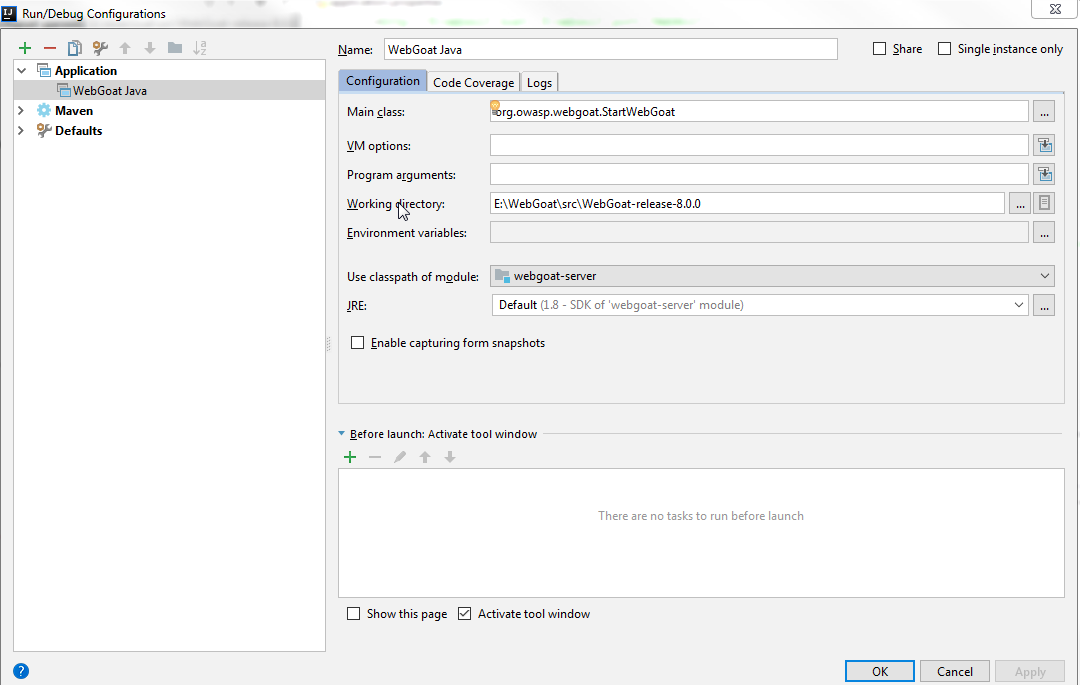 Run/Debug Configurations
Name: WebGoat Java
Share
Single instance only
Application
WebGoat Java
Maven
Defaults
Configuration
Code Coverage
Logs
Main class: org.owasp.webgoat.StartWebGoat ...
VM options:
Program arguments:
Working directory: E:\WebGoat\src\WebGoat-release-8.0.0 ...
Environment variables: ...
Use classpath of module: webgoat-server
JRE: Default (1.8 - SDK of 'webgoat-server' module) ...
Enable capturing form snapshots
Before launch: Activate tool window
There are no tasks to run before launch
Show this page
Activate tool window
?
OK
Cancel
Apply